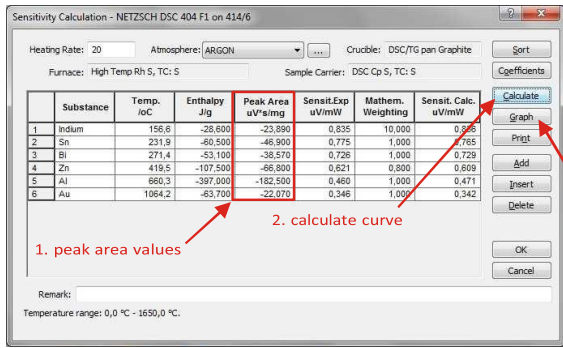 Sensitivity Calculation - NETZSCH DSC 404 F1 on 414/6
Heating Rate: 20 Atmosphere: ARGON ... Crucible: DSC/TG pan Graphite Sort
Furnace: High Temp Rh S, TC: S Sample Carrier: DSC Cp S, TC: S Coefficients
Substance Temp. /oC Enthalpy J/g Peak Area uV*s/mg Sensit.Exp uV/mW Mathem. Weighting Sensit. Calc. uV/mW
1 Indium 156,6 -28,600 -23,890 0,835 10,000
2 Sn 231,9 -60,500 -46,900 0,775 1,000 0,765
3 Bi 271,4 -53,100 -38,570 0,726 1,000 0,729
4 Zn 419,5 -107,500 -66,800 0,621 0,800 0,609
5 Al 660,3 -397,000 -182,500 0,460 1,000 0,471
6 Au 1064,2 -63,700 -22,070 0,346 1,000 0,342
Calculate
Graph
Print
Add
Insert
Delete
2. calculate curve
1. peak area values
OK
Cancel
Remark:
Temperature range: 0,0 °C - 1650,0 °C.